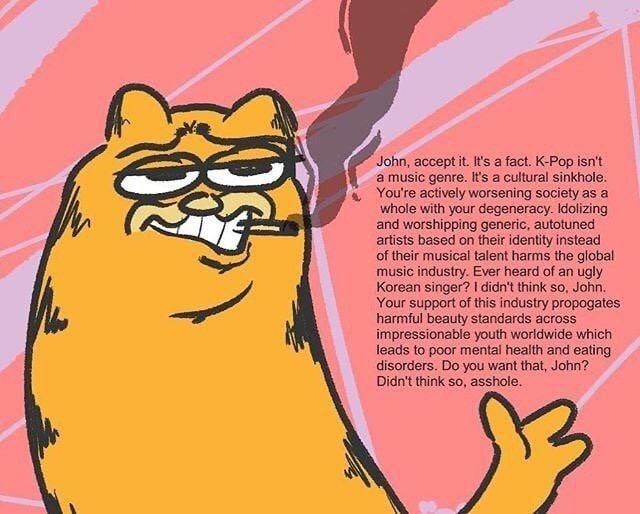 John, accept it. It's a fact. K-Pop isn't
a music genre. It's a cultural sinkhole.
You're actively worsening society as a
whole with your degeneracy. Idolizing
and worshipping generic, autotuned
artists based on their identity instead
of their musical talent harms the global
music industry. Ever heard of an ugly
Korean singer? I didn't think so, John.
Your support of this industry propogates
harmful beauty standards across
impressionable youth worldwide which
leads to poor mental health and eating
disorders. Do you want that, John?
Didn't think so, asshole.